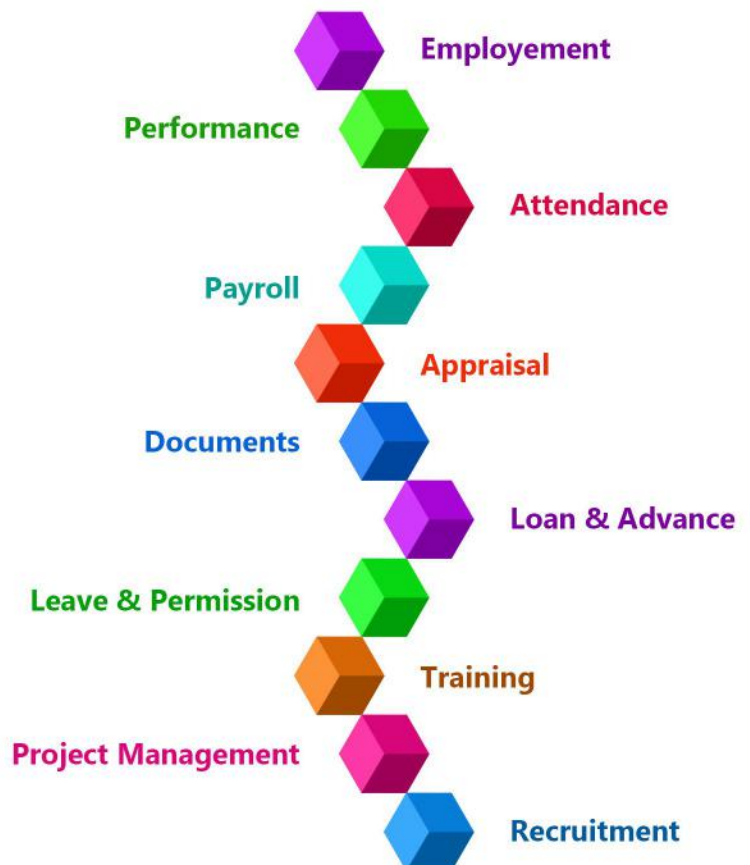 Employement
Performance
Attendance
Payroll
Appraisal
Documents
Loan & Advance
Leave & Permission
Training
Project Management
Recruitment